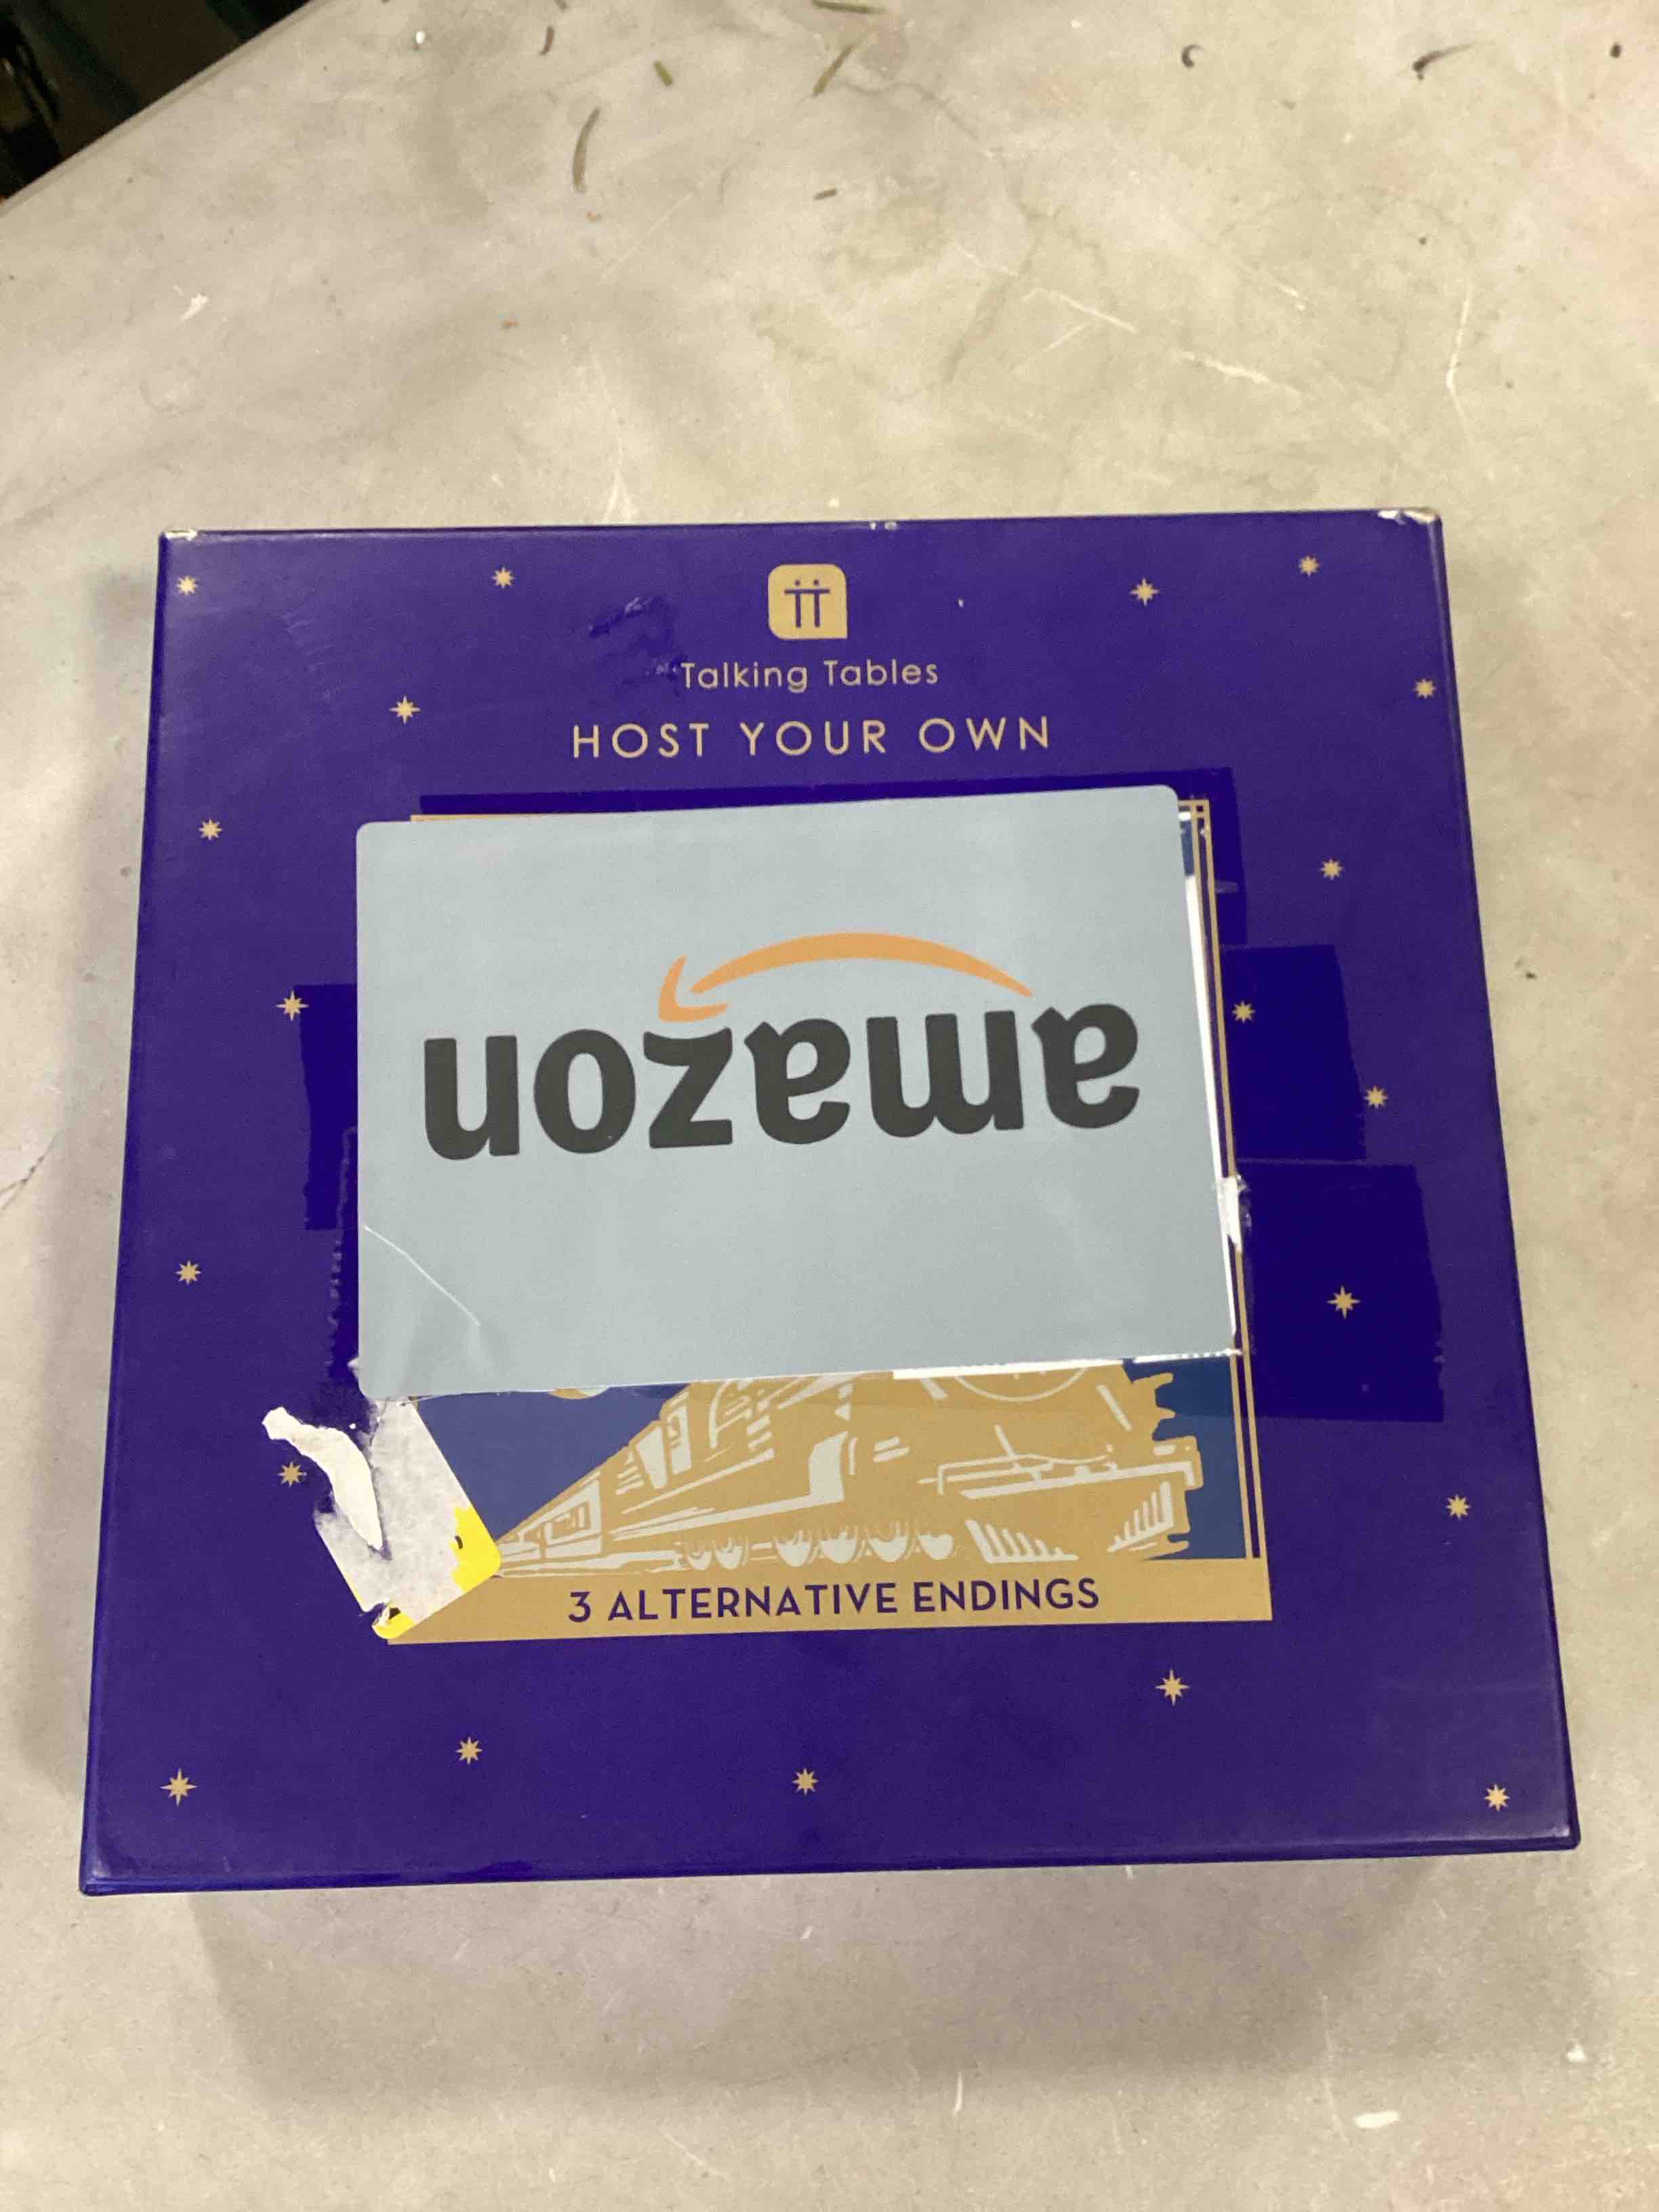 Talking Tables
HOST YOUR OWN
amazon
3 ALTERNATIVE ENDINGS